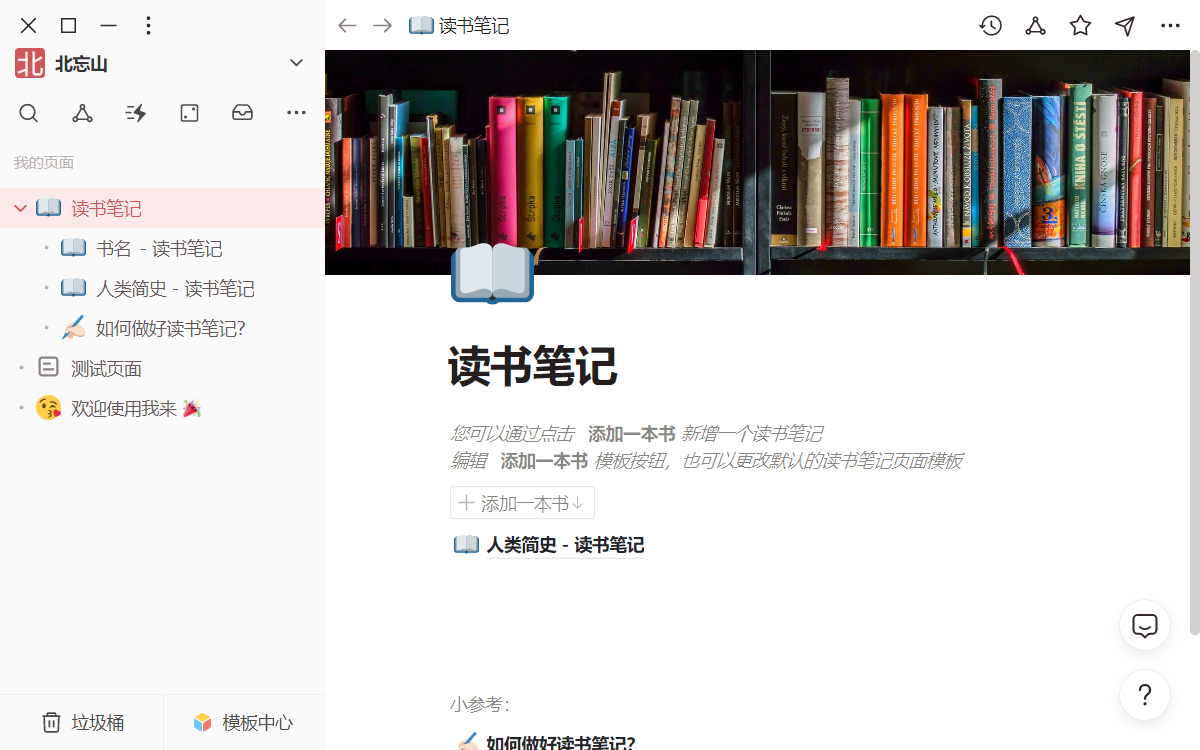 读书笔记
北
北忘山
我的页面
读书笔记
书名 - 读书笔记
人类简史 - 读书笔记
如何做好读书笔记?
测试页面
欢迎使用我来
垃圾桶
模板中心
KNIHA O ŠTĚSTÍ
读书笔记
您可以通过点击 添加一本书 新增一个读书笔记
编辑 添加一本书 模板按钮，也可以更改默认的读书笔记页面模板
添加一本书↓
人类简史 - 读书笔记
小参考：
如何做好读书笔记?
?